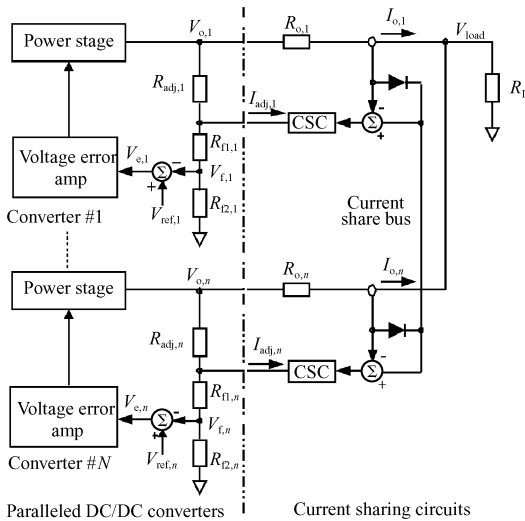 V_o,1
R_o,1
I_o,1
V_load
Power stage
R_adj,1
I_adj,1
R_L
CSC
-
Σ
+
R_f1,1
Voltage error
amp
V_e,1
-
Σ
+
V_f,1
R_f2,1
V_ref,1
Converter #1
Current
share bus
V_o,n
R_o,n
I_o,n
Power stage
R_adj,n
I_adj,n
CSC
-
Σ
+
R_f1,n
Voltage error
amp
V_e,n
-
Σ
+
V_f,n
R_f2,n
V_ref,n
Converter #N
Paralleled DC/DC converters
Current sharing circuits